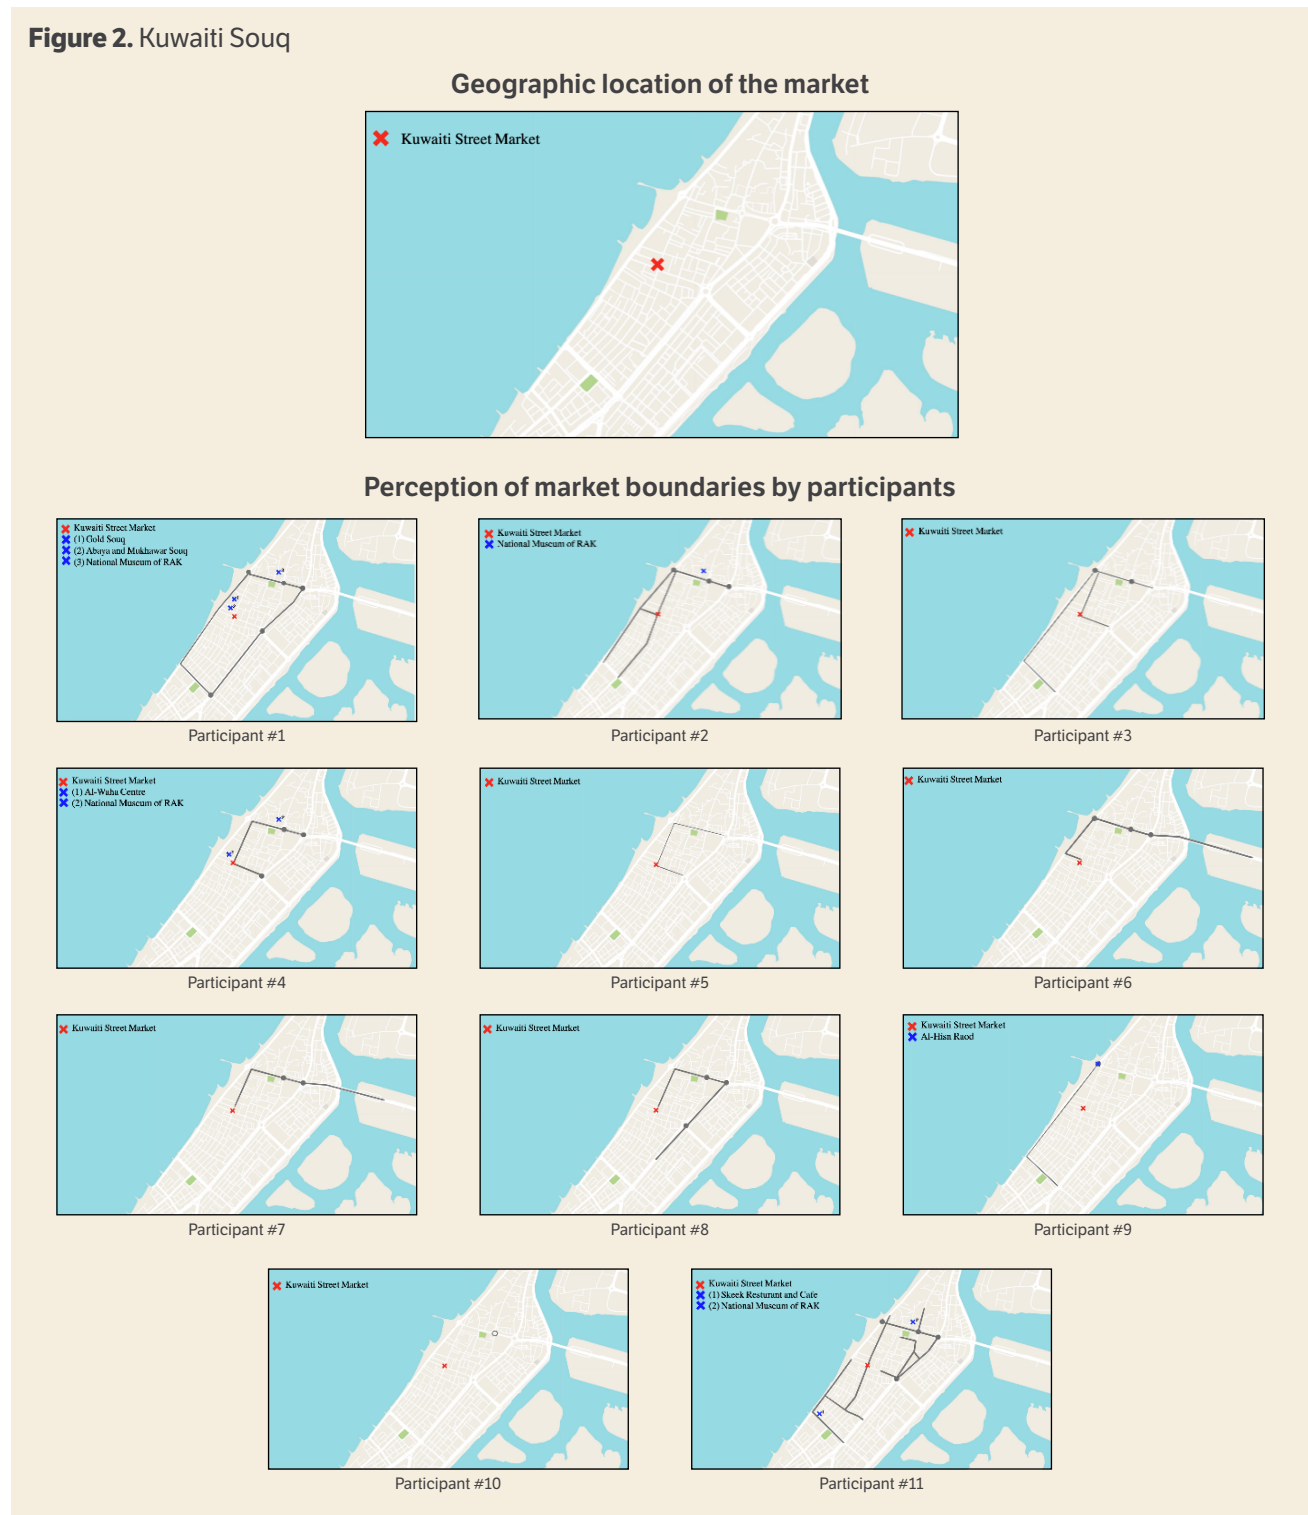 Figure 2. Kuwaiti Souq
Geographic location of the market
Kuwaiti Street Market
Perception of market boundaries by participants
Kuwaiti Street Market
(1) Gold Souq
(2) Abaya and Mukhawar Souq
(3) National Museum of RAK
Participant #1
Kuwaiti Street Market
National Museum of RAK
Participant #2
Kuwaiti Street Market
Participant #3
Kuwaiti Street Market
(1) Al-Waha Centre
(2) National Museum of RAK
Participant #4
Kuwaiti Street Market
Participant #5
Kuwaiti Street Market
Participant #6
Kuwaiti Street Market
Participant #7
Kuwaiti Street Market
Participant #8
Kuwaiti Street Market
Al-Hisn Raod
Participant #9
Kuwaiti Street Market
Participant #10
Kuwaiti Street Market
(1) Skeek Resturant and Cafe
(2) National Museum of RAK
Participant #11